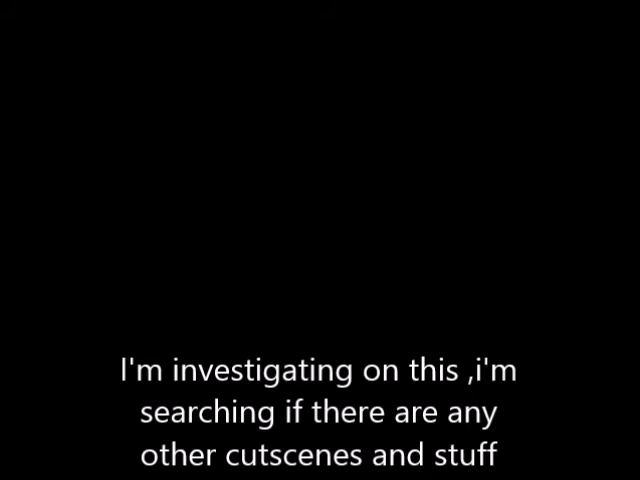 I'm investigating on this ,i'm
searching if there are any
other cutscenes and stuff